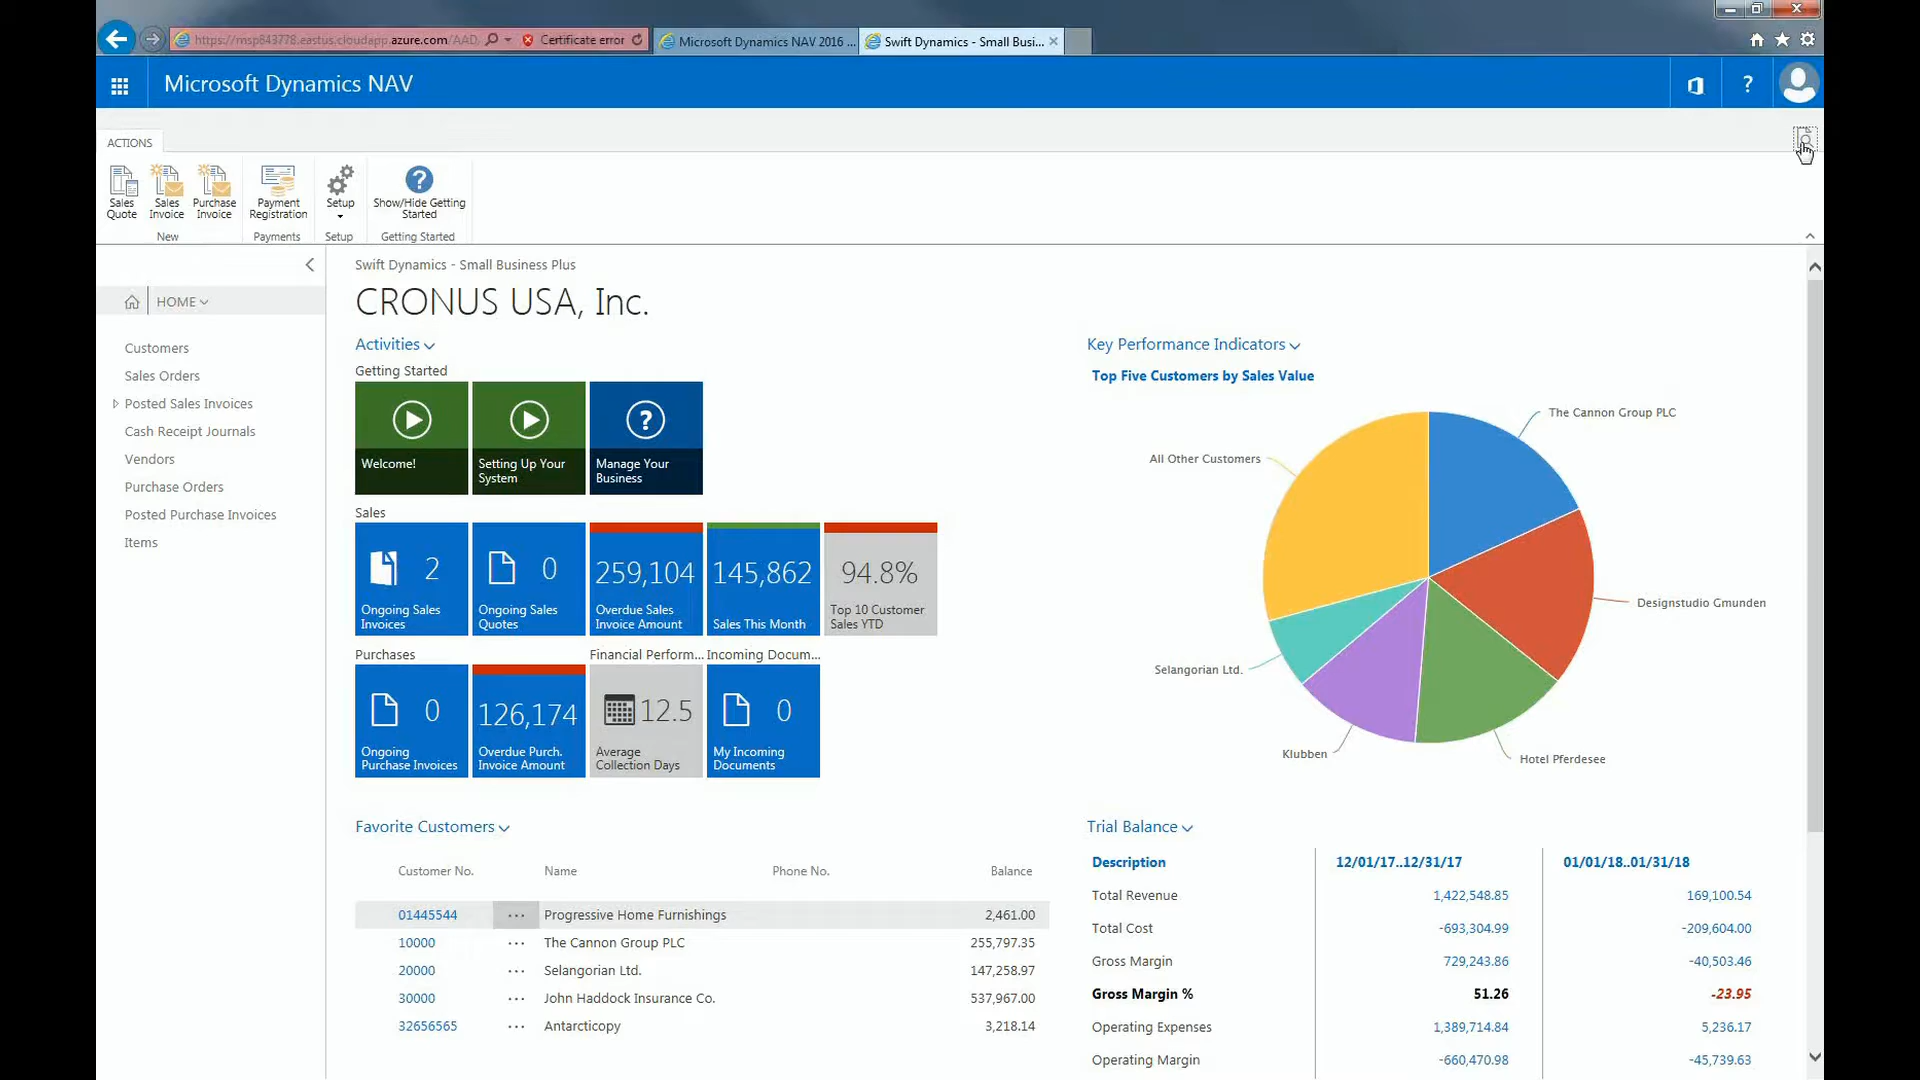 https://msp843778.eastus.cloudapp.azure.com/AAD
Certificate error
Microsoft Dynamics NAV 2016 ...
Swift Dynamics - Small Busi...
Microsoft Dynamics NAV
?
ACTIONS
Sales Quote
Sales Invoice
Purchase Invoice
Payment Registration
Setup
Show/Hide Getting Started
New
Payments
Setup
Getting Started
HOME
Customers
Sales Orders
Posted Sales Invoices
Cash Receipt Journals
Vendors
Purchase Orders
Posted Purchase Invoices
Items
Swift Dynamics - Small Business Plus
CRONUS USA, Inc.
Activities
Getting Started
Welcome!
Setting Up Your
System
Manage Your
Business
Sales
2
Ongoing Sales
Invoices
0
Ongoing Sales
Quotes
259,104
Overdue Sales
Invoice Amount
145,862
Sales This Month
94.8%
Top 10 Customer
Sales YTD
Purchases
Financial Perform...
Incoming Docum...
0
Ongoing
Purchase Invoices
126,174
Overdue Purch.
Invoice Amount
12.5
Average
Collection Days
0
My Incoming
Documents
Key Performance Indicators
Top Five Customers by Sales Value
The Cannon Group PLC
All Other Customers
Designstudio Gmunden
Selangorian Ltd.
Klubben
Hotel Pferdesee
Favorite Customers
Customer No. Name Phone No. Balance
01445544 ... Progressive Home Furnishings 2,461.00
10000 ... The Cannon Group PLC 255,797.35
20000 ... Selangorian Ltd. 147,258.97
30000 ... John Haddock Insurance Co. 537,967.00
32656565 ... Antarcticopy 3,218.14
Trial Balance
Description 12/01/17..12/31/17 01/01/18..01/31/18
Total Revenue 1,422,548.85 169,100.54
Total Cost -693,304.99 -209,604.00
Gross Margin 729,243.86 -40,503.46
Gross Margin % 51.26 -23.95
Operating Expenses 1,389,714.84 5,236.17
Operating Margin -660,470.98 -45,739.63